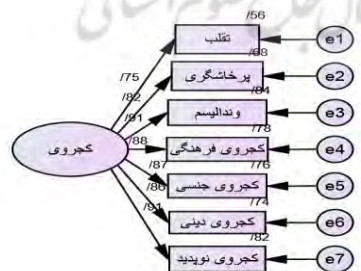 /56
تقلب
e1
/75
/68
پرخاشگری
e2
/82
/84
وندالیسم
e3
/91
/78
کجروی فرهنگی
e4
/88
/76
کجروی جنسی
e5
/87
/74
کجروی دینی
e6
/86
/82
کجروی نوپدید
e7
/91
کجروی